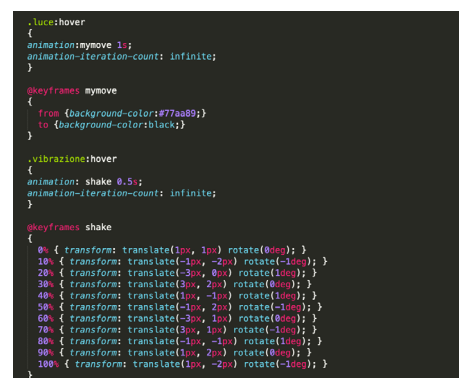 .luce:hover
{
animation:mymove 1s;
animation-iteration-count: infinite;
}
@keyframes mymove
{
from {background-color:#77aa89;}
to {background-color:black;}
}
.vibrazione:hover
{
animation: shake 0.5s;
animation-iteration-count: infinite;
}
@keyframes shake
{
0% { transform: translate(1px, 1px) rotate(0deg); }
10% { transform: translate(-1px, -2px) rotate(-1deg); }
20% { transform: translate(-3px, 0px) rotate(1deg); }
30% { transform: translate(3px, 2px) rotate(0deg); }
40% { transform: translate(1px, -1px) rotate(1deg); }
50% { transform: translate(-1px, 2px) rotate(-1deg); }
60% { transform: translate(-3px, 1px) rotate(0deg); }
70% { transform: translate(3px, 1px) rotate(-1deg); }
80% { transform: translate(-1px, -1px) rotate(1deg); }
90% { transform: translate(1px, 2px) rotate(0deg); }
100% { transform: translate(1px, -2px) rotate(-1deg); }
}